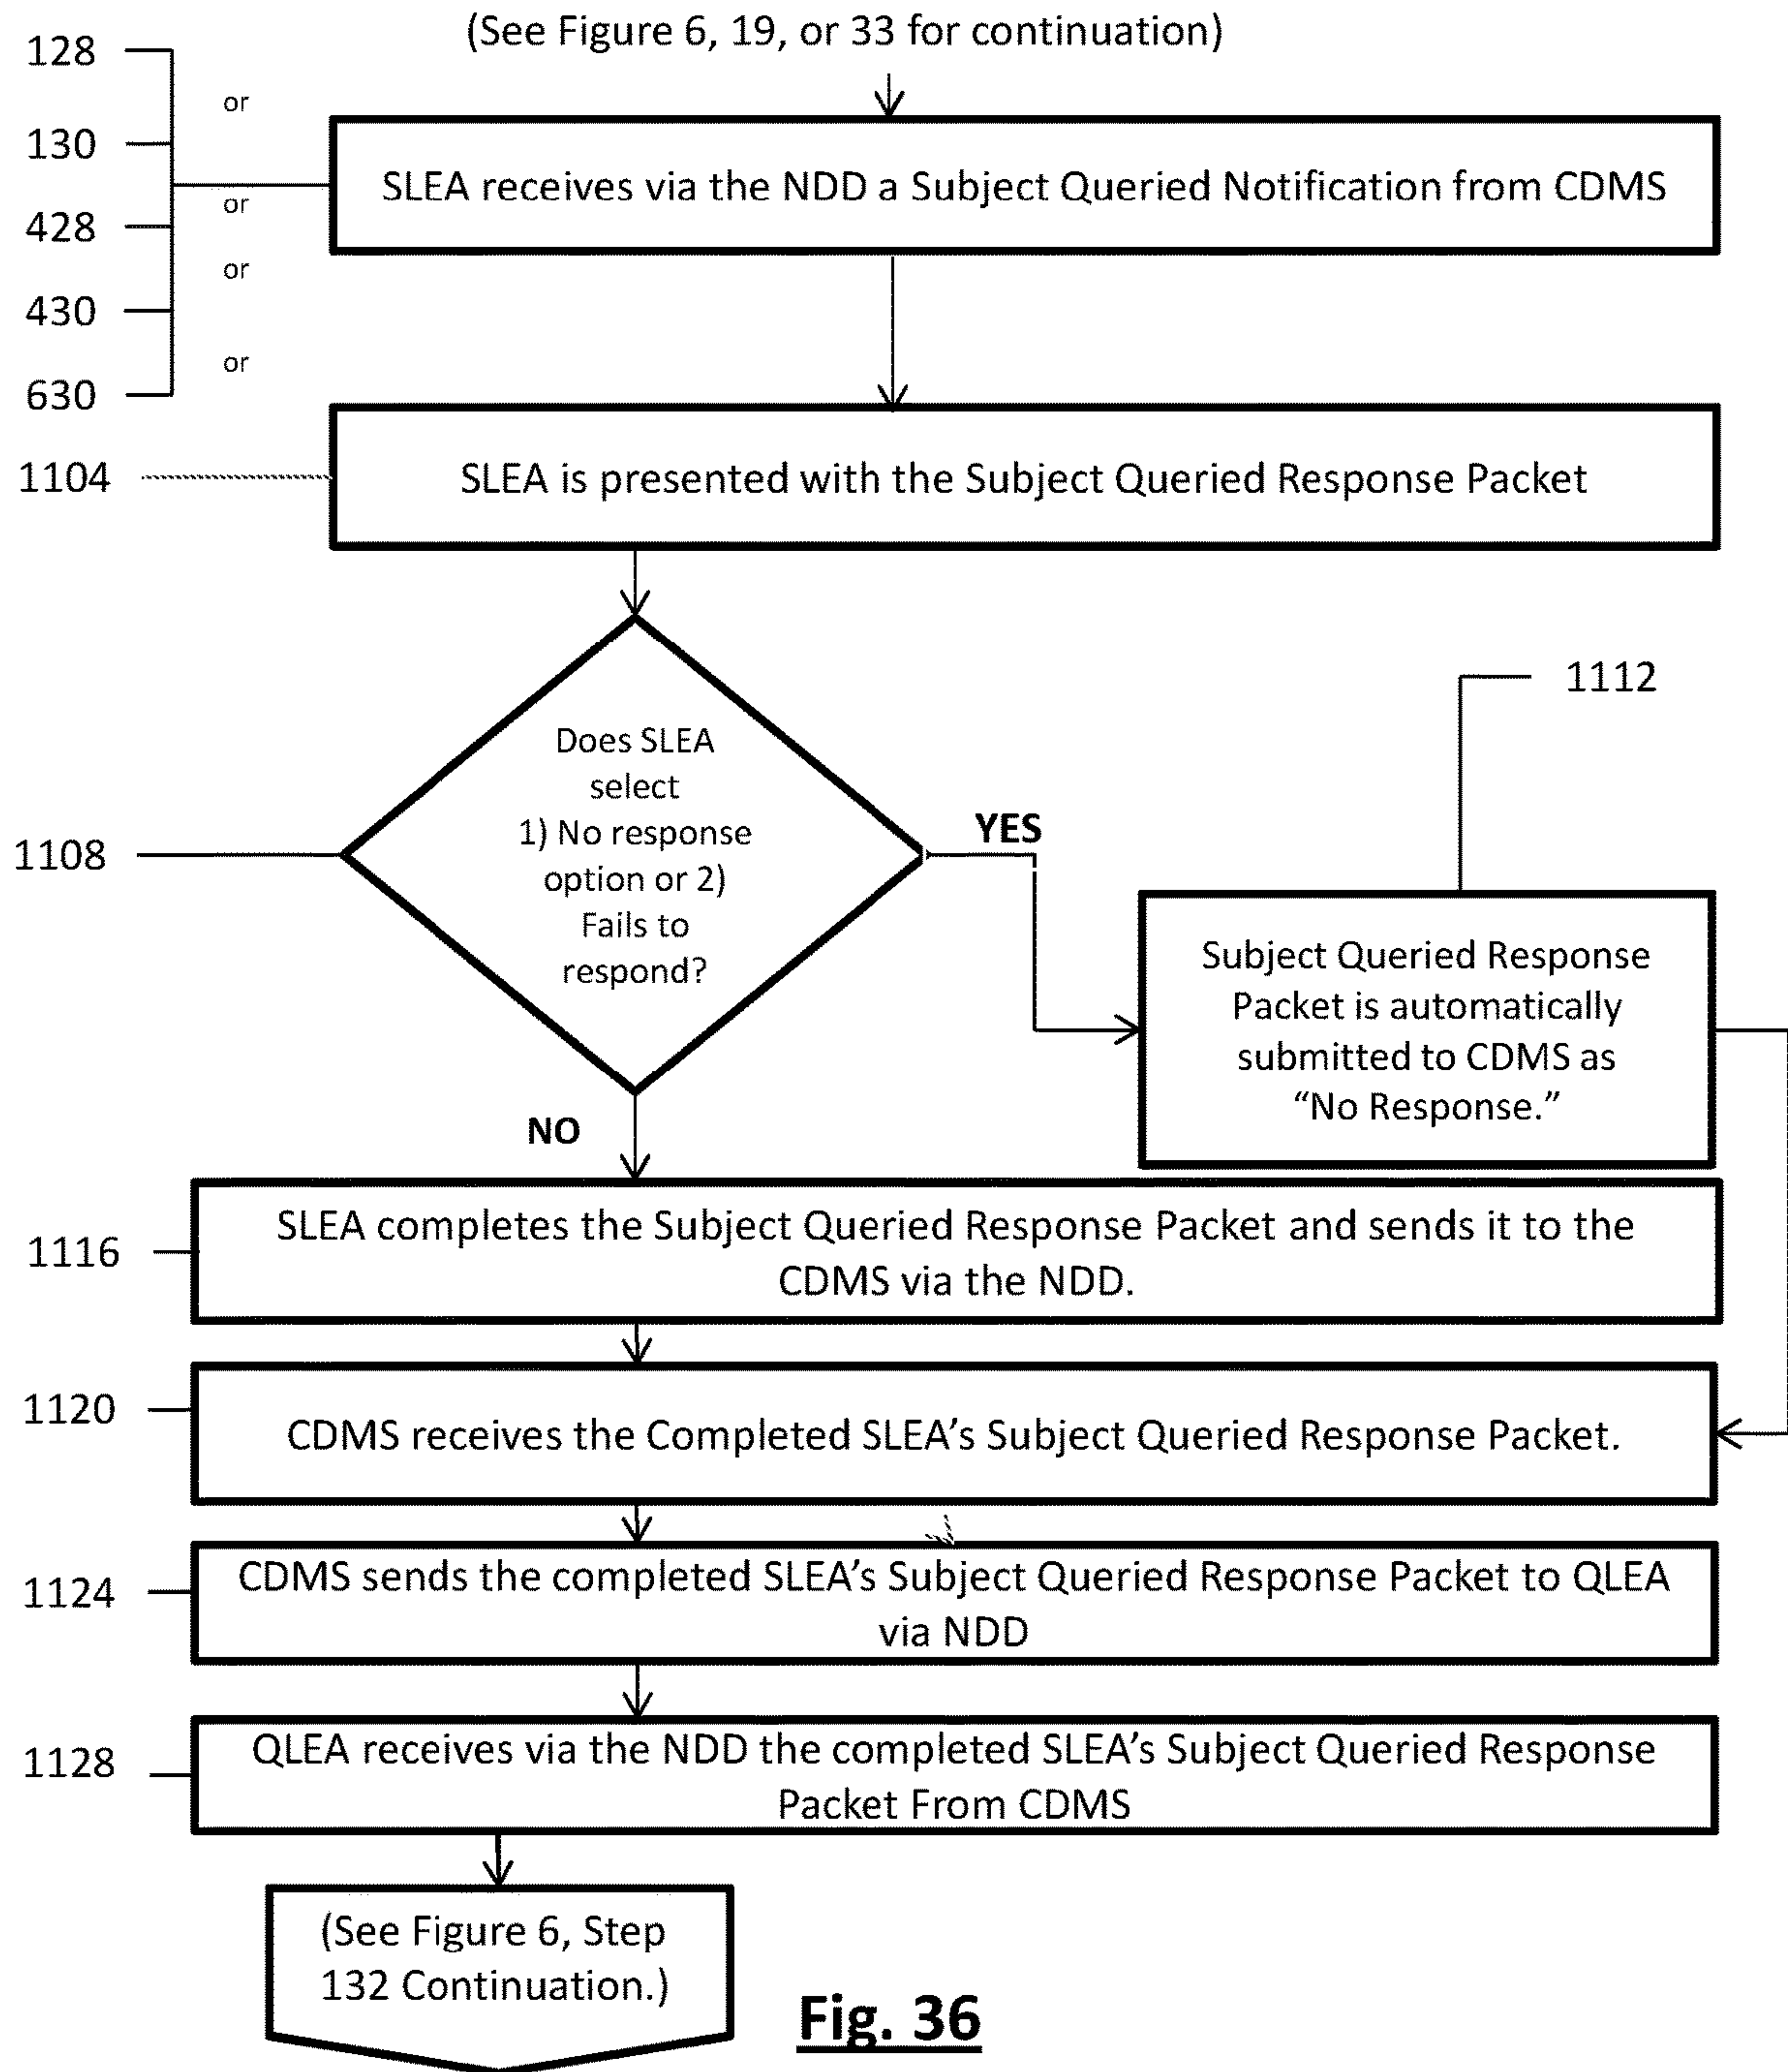 (See Figure 6, 19, or 33 for continuation)
128
or
130
SLEA receives via the NDD a Subject Queried Notification from CDMS
or
428
or
430
or
630
1104
SLEA is presented with the Subject Queried Response Packet
1112
Does SLEA
select
1) No response
option or 2)
Fails to
respond?
YES
1108
Subject Queried Response
Packet is automatically
submitted to CDMS as
“No Response.”
NO
SLEA completes the Subject Queried Response Packet and sends it to the
CDMS via the NDD.
1116
1120
CDMS receives the Completed SLEA’s Subject Queried Response Packet.
CDMS sends the completed SLEA’s Subject Queried Response Packet to QLEA
via NDD
1124
QLEA receives via the NDD the completed SLEA’s Subject Queried Response
Packet From CDMS
1128
(See Figure 6, Step
132 Continuation.)
Fig. 36